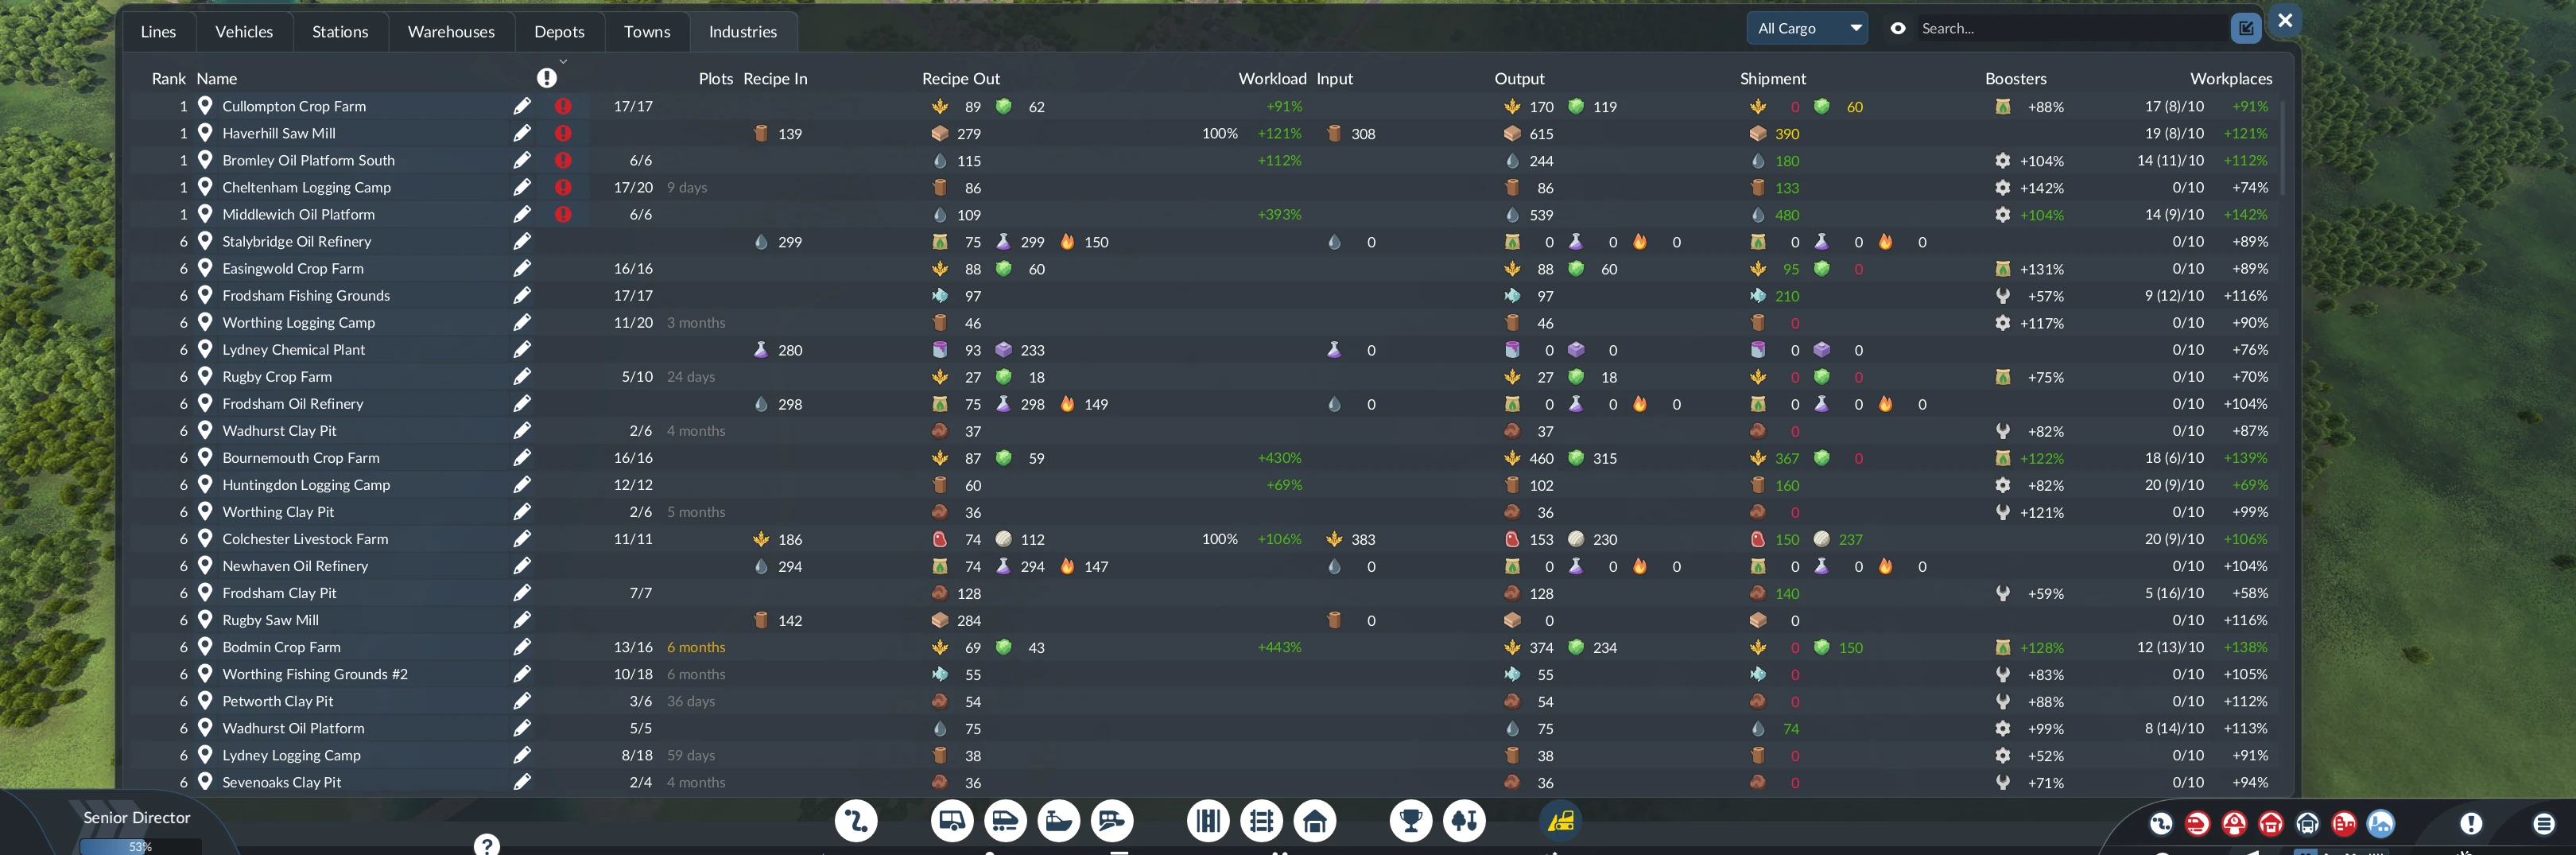 Lines Vehicles Stations Warehouses Depots Towns Industries All Cargo Search...
Rank Name Plots Recipe In Recipe Out Workload Input Output Shipment Boosters Workplaces
1 Cullompton Crop Farm 17/17 89 62 +91% 170 119 0 60 +88% 17 (8)/10 +91%
1 Haverhill Saw Mill 139 279 100% +121% 308 615 390 19 (8)/10 +121%
1 Bromley Oil Platform South 6/6 115 +112% 244 180 +104% 14 (11)/10 +112%
1 Cheltenham Logging Camp 17/20 9 days 86 86 133 +142% 0/10 +74%
1 Middlewich Oil Platform 6/6 109 +393% 539 480 +104% 14 (9)/10 +142%
6 Stalybridge Oil Refinery 299 75 299 150 0 0 0 0 0 0 0 0/10 +89%
6 Easingwold Crop Farm 16/16 88 60 88 60 95 0 +131% 0/10 +89%
6 Frodsham Fishing Grounds 17/17 97 97 210 +57% 9 (12)/10 +116%
6 Worthing Logging Camp 11/20 3 months 46 46 0 +117% 0/10 +90%
6 Lydney Chemical Plant 280 93 233 0 0 0 0 0 0/10 +76%
6 Rugby Crop Farm 5/10 24 days 27 18 27 18 0 0 +75% 0/10 +70%
6 Frodsham Oil Refinery 298 75 298 149 0 0 0 0 0 0 0 0/10 +104%
6 Wadhurst Clay Pit 2/6 4 months 37 37 0 +82% 0/10 +87%
6 Bournemouth Crop Farm 16/16 87 59 +430% 460 315 367 0 +122% 18 (6)/10 +139%
6 Huntingdon Logging Camp 12/12 60 +69% 102 160 +82% 20 (9)/10 +69%
6 Worthing Clay Pit 2/6 5 months 36 36 0 +121% 0/10 +99%
6 Colchester Livestock Farm 11/11 186 74 112 100% +106% 383 153 230 150 237 20 (9)/10 +106%
6 Newhaven Oil Refinery 294 74 294 147 0 0 0 0 0 0 0 0/10 +104%
6 Frodsham Clay Pit 7/7 128 128 140 +59% 5 (16)/10 +58%
6 Rugby Saw Mill 142 284 0 0 0 0/10 +116%
6 Bodmin Crop Farm 13/16 6 months 69 43 +443% 374 234 0 150 +128% 12 (13)/10 +138%
6 Worthing Fishing Grounds #2 10/18 6 months 55 55 0 +83% 0/10 +105%
6 Petworth Clay Pit 3/6 36 days 54 54 0 +88% 0/10 +112%
6 Wadhurst Oil Platform 5/5 75 75 74 +99% 8 (14)/10 +113%
6 Lydney Logging Camp 8/18 59 days 38 38 0 +52% 0/10 +91%
6 Sevenoaks Clay Pit 2/4 4 months 36 36 0 +71% 0/10 +94%
Senior Director
53%